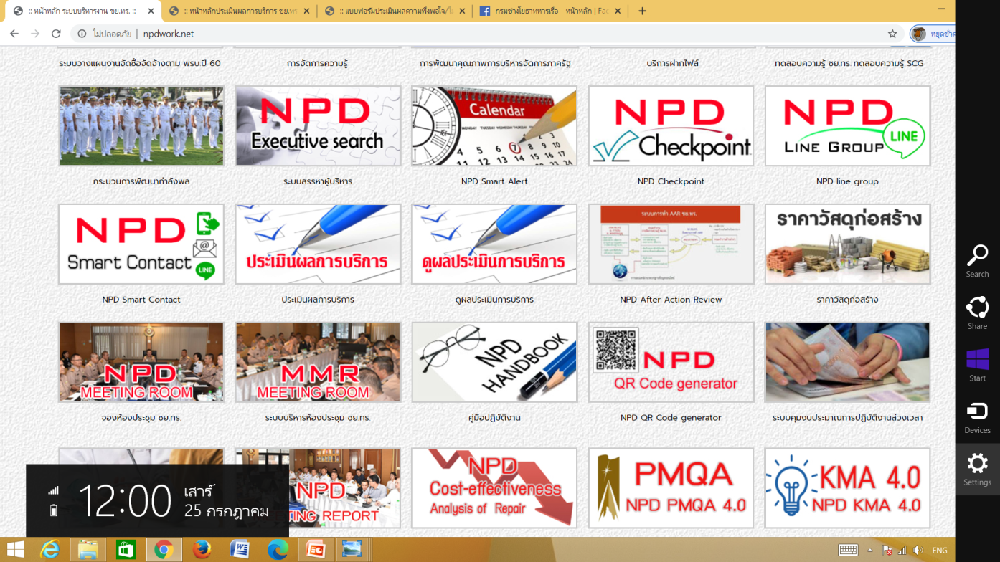 :: หน้าหลัก ระบบบริหารงาน ชย.ทร. ::
:: หน้าหลักประเมินผลการบริการ ชย.ทร
:: แบบฟอร์มประเมินผลความพึงพอใจ/ไม
กรมช่างโยธาทหารเรือ - หน้าหลัก | Fac
ไม่ปลอดภัย | npdwork.net
หยุดชั่วค
ระบบวางแผนงานจัดซื้อจัดจ้างตาม พรบ.ปี 60
การจัดการความรู้
การพัฒนาคุณภาพการบริหารจัดการภาครัฐ
บริการฝากไฟล์
ทดสอบความรู้ ชย.ทร. ทดสอบความรู้ SCG
NPD
Executive search
Calendar
MONDAY TUESDAY WEDNESDAY THURSDAY
NPD
Checkpoint
NPD
LINE GROUP
LINE
กระบวนการพัฒนากำลังพล
ระบบสรรหาผู้บริหาร
NPD Smart Alert
NPD Checkpoint
NPD line group
NPD
Smart Contact
LINE
ประเมินผลการบริการ
ดูผลประเมินการบริการ
ระบบการทำ AAR ชย.ทร.
ราคาวัสดุก่อสร้าง
NPD Smart Contact
ประเมินผลการบริการ
ดูผลประเมินการบริการ
NPD After Action Review
ราคาวัสดุก่อสร้าง
NPD
MEETING ROOM
MMR
MEETING ROOM
NPD
HANDBOOK
NPD
QR Code generator
จองห้องประชุม ชย.ทร.
ระบบบริหารห้องประชุม ชย.ทร.
คู่มือปฏิบัติงาน
NPD QR Code generator
ระบบคุมงบประมาณการปฏิบัติงานล่วงเวลา
NPD
TING REPORT
NPD
Cost-effectiveness
Analysis of Repair
PMQA
NPD PMQA 4.0
KMA 4.0
NPD KMA 4.0
12:00
เสาร์
25 กรกฎาคม
Search
Share
Start
Devices
Settings
ENG